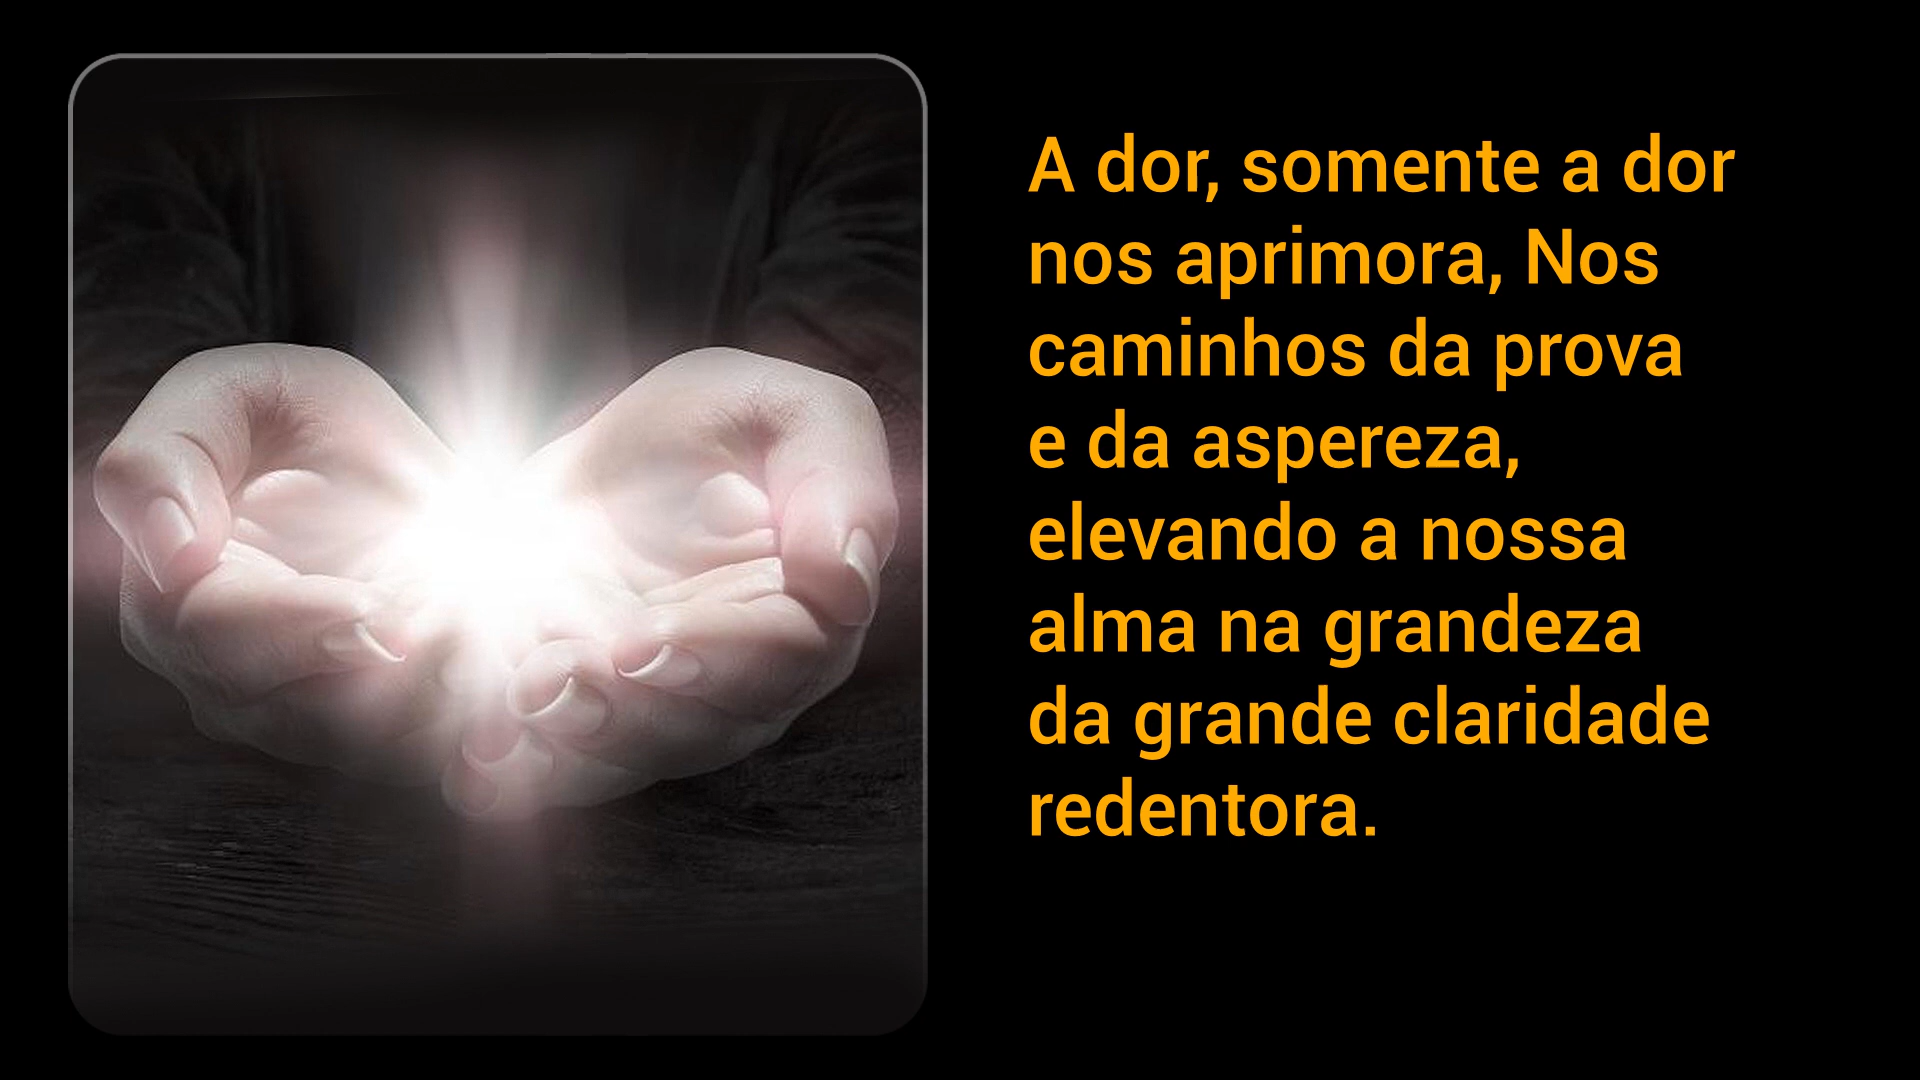 A dor, somente a dor
nos aprimora, Nos
caminhos da prova
e da aspereza,
elevando a nossa
alma na grandeza
da grande claridade
redentora.